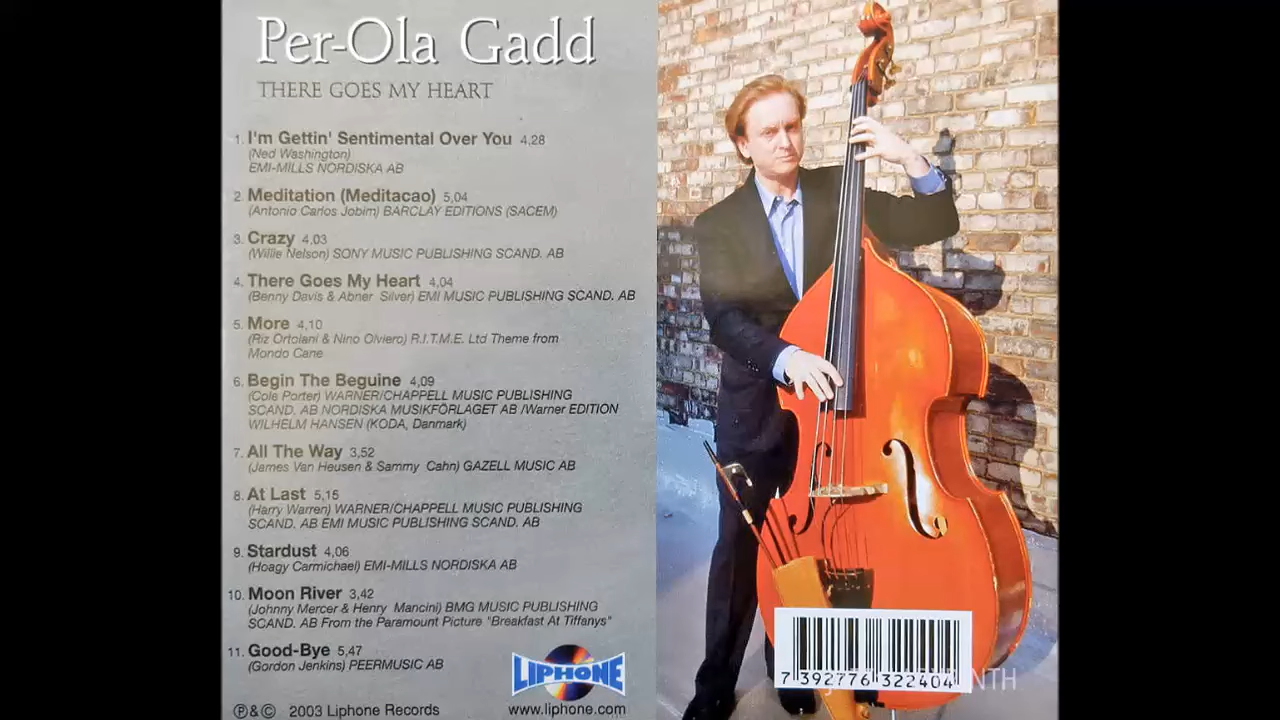 Per-Ola Gadd
THERE GOES MY HEART
1. I'm Gettin' Sentimental Over You 4,28
(Ned Washington)
EMI-MILLS NORDISKA AB
2. Meditation (Meditacao) 5,04
(Antonio Carlos Jobim) BARCLAY EDITIONS (SACEM)
3. Crazy 4,03
(Willie Nelson) SONY MUSIC PUBLISHING SCAND. AB
4. There Goes My Heart 4,04
(Benny Davis & Abner Silver) EMI MUSIC PUBLISHING SCAND. AB
5. More 4,10
(Riz Ortolani & Nino Olviero) R.I.T.M.E. Ltd Theme from
Mondo Cane
6. Begin The Beguine 4,09
(Cole Porter) WARNER/CHAPPELL MUSIC PUBLISHING
SCAND. AB NORDISKA MUSIKFÖRLAGET AB /Warner EDITION
WILHELM HANSEN (KODA, Danmark)
7. All The Way 3,52
(James Van Heusen & Sammy Cahn) GAZELL MUSIC AB
8. At Last 5,15
(Harry Warren) WARNER/CHAPPELL MUSIC PUBLISHING
SCAND. AB EMI MUSIC PUBLISHING SCAND. AB
9. Stardust 4,06
(Hoagy Carmichael) EMI-MILLS NORDISKA AB
10. Moon River 3,42
(Johnny Mercer & Henry Mancini) BMG MUSIC PUBLISHING
SCAND. AB From the Paramount Picture "Breakfast At Tiffanys"
11. Good-Bye 5,47
(Gordon Jenkins) PEERMUSIC AB
LIPHONE
℗&© 2003 Liphone Records
www.liphone.com
7 392776 322404